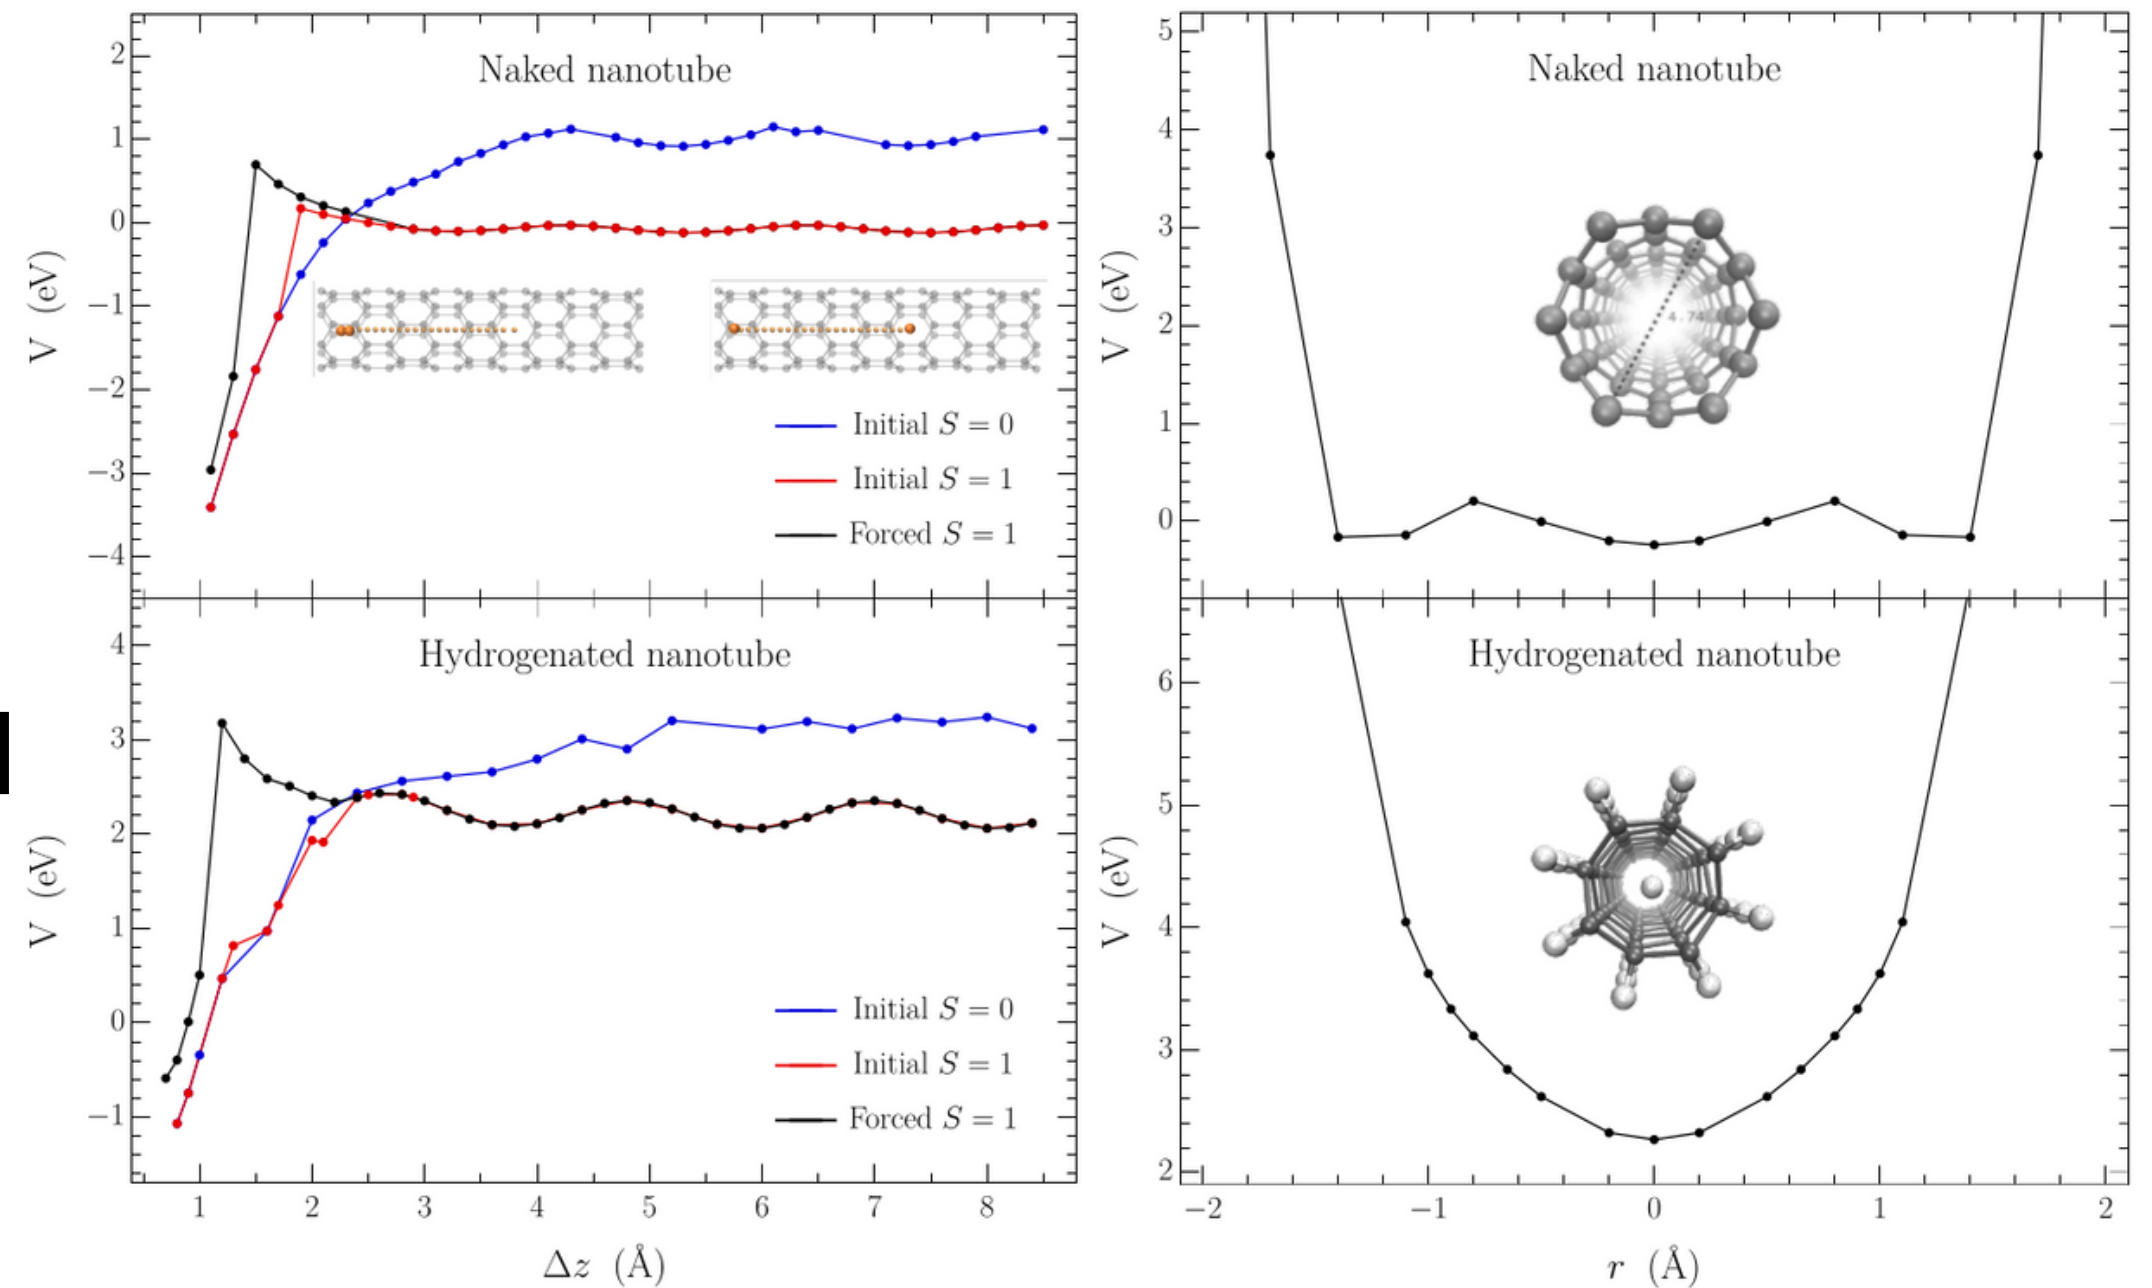 Naked nanotube
V (eV)
2
1
0
−1
−2
−3
−4
Initial S = 0
Initial S = 1
Forced S = 1
Hydrogenated nanotube
V (eV)
4
3
2
1
0
−1
Initial S = 0
Initial S = 1
Forced S = 1
1 2 3 4 5 6 7 8
Δz (Å)
Naked nanotube
V (eV)
5
4
3
2
1
0
4.74
Hydrogenated nanotube
V (eV)
6
5
4
3
2
−2 −1 0 1 2
r (Å)